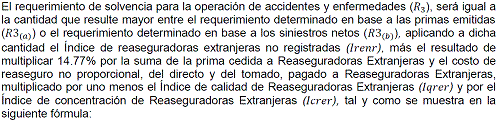 El requerimiento de solvencia para la operación de accidentes y enfermedades (R₃), será igual a
la cantidad que resulte mayor entre el requerimiento determinado en base a las primas emitidas
(R3₍ₐ₎) o el requerimiento determinado en base a los siniestros netos (R3₍b₎), aplicando a dicha
cantidad el Índice de reaseguradoras extranjeras no registradas (Irenr), más el resultado de
multiplicar 14.77% por la suma de la prima cedida a Reaseguradoras Extranjeras y el costo de
reaseguro no proporcional, del directo y del tomado, pagado a Reaseguradoras Extranjeras,
multiplicado por uno menos el Índice de calidad de Reaseguradoras Extranjeras (Iqrer) y por el
Índice de concentración de Reaseguradoras Extranjeras (Icrer), tal y como se muestra en la
siguiente fórmula: